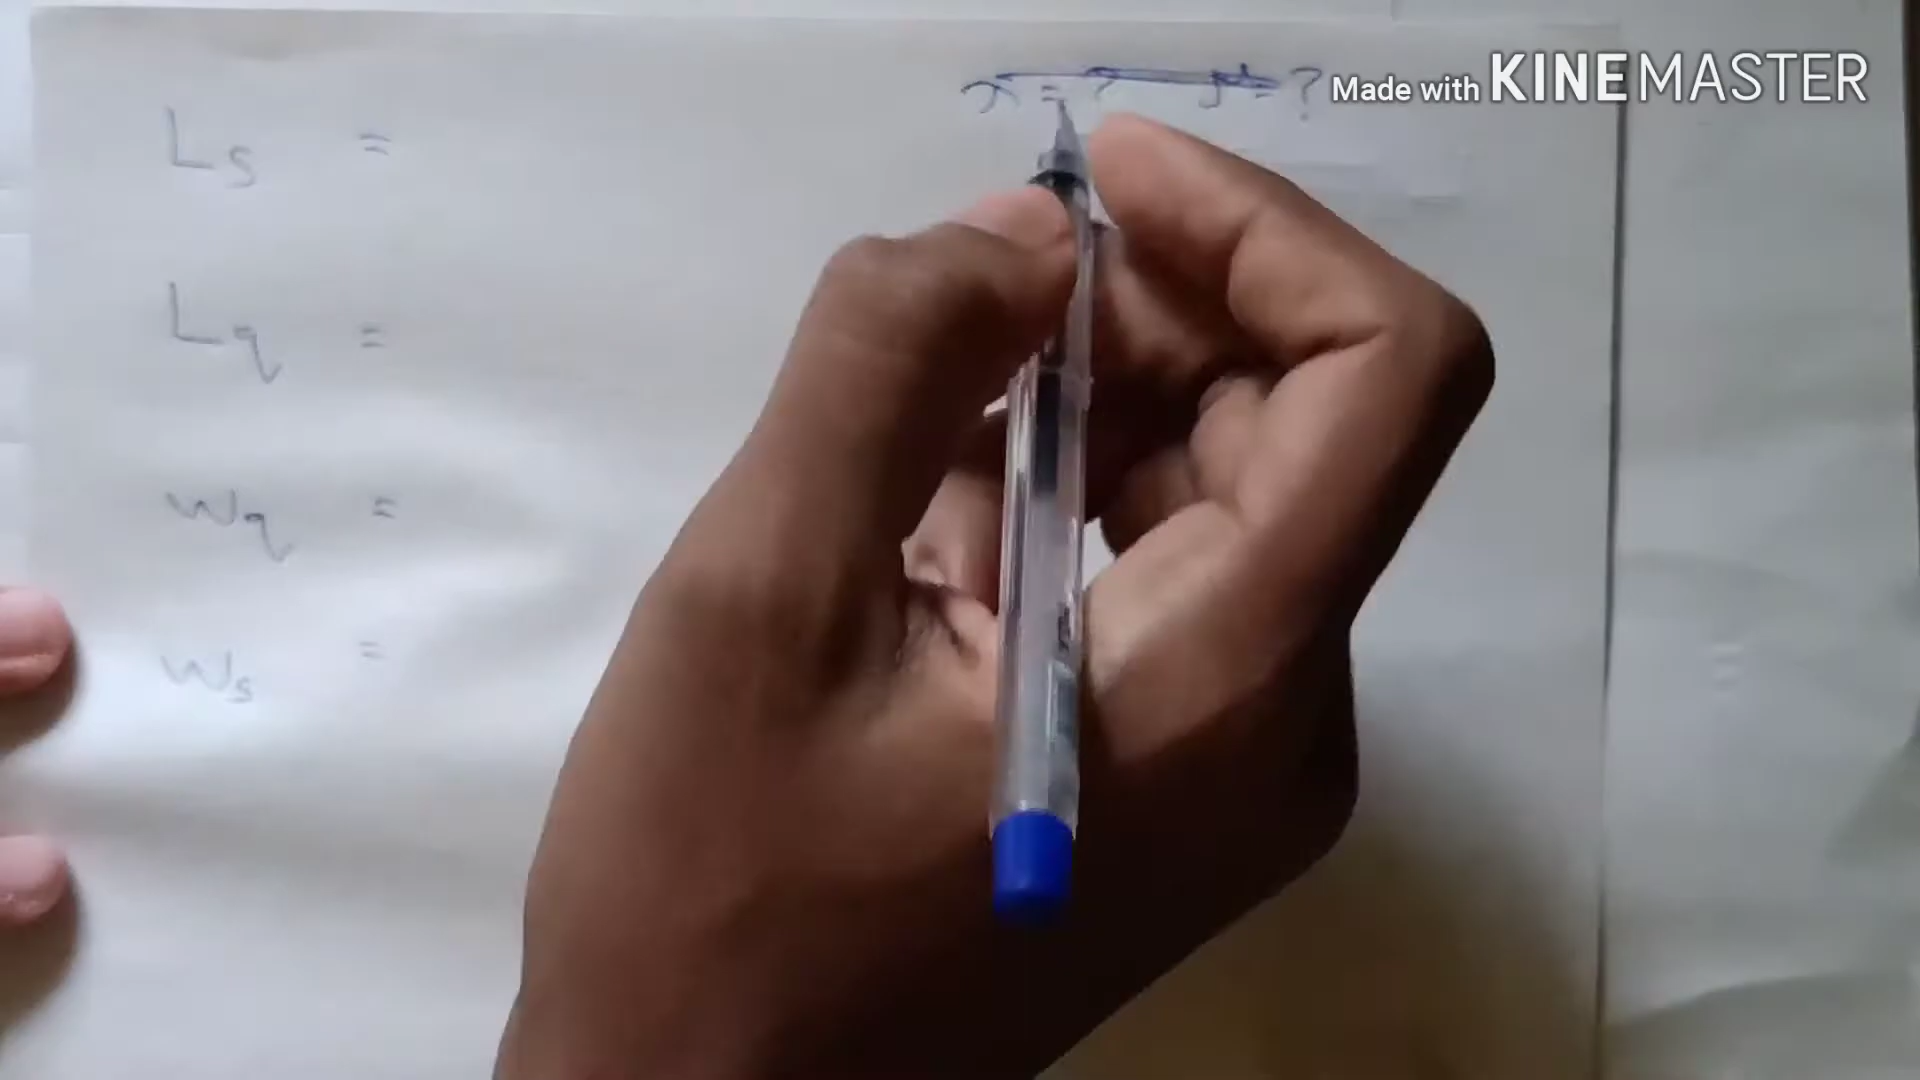 x = ? y = ?
Made with KINEMASTER
Ls =
Lq =
Wq =
Ws =